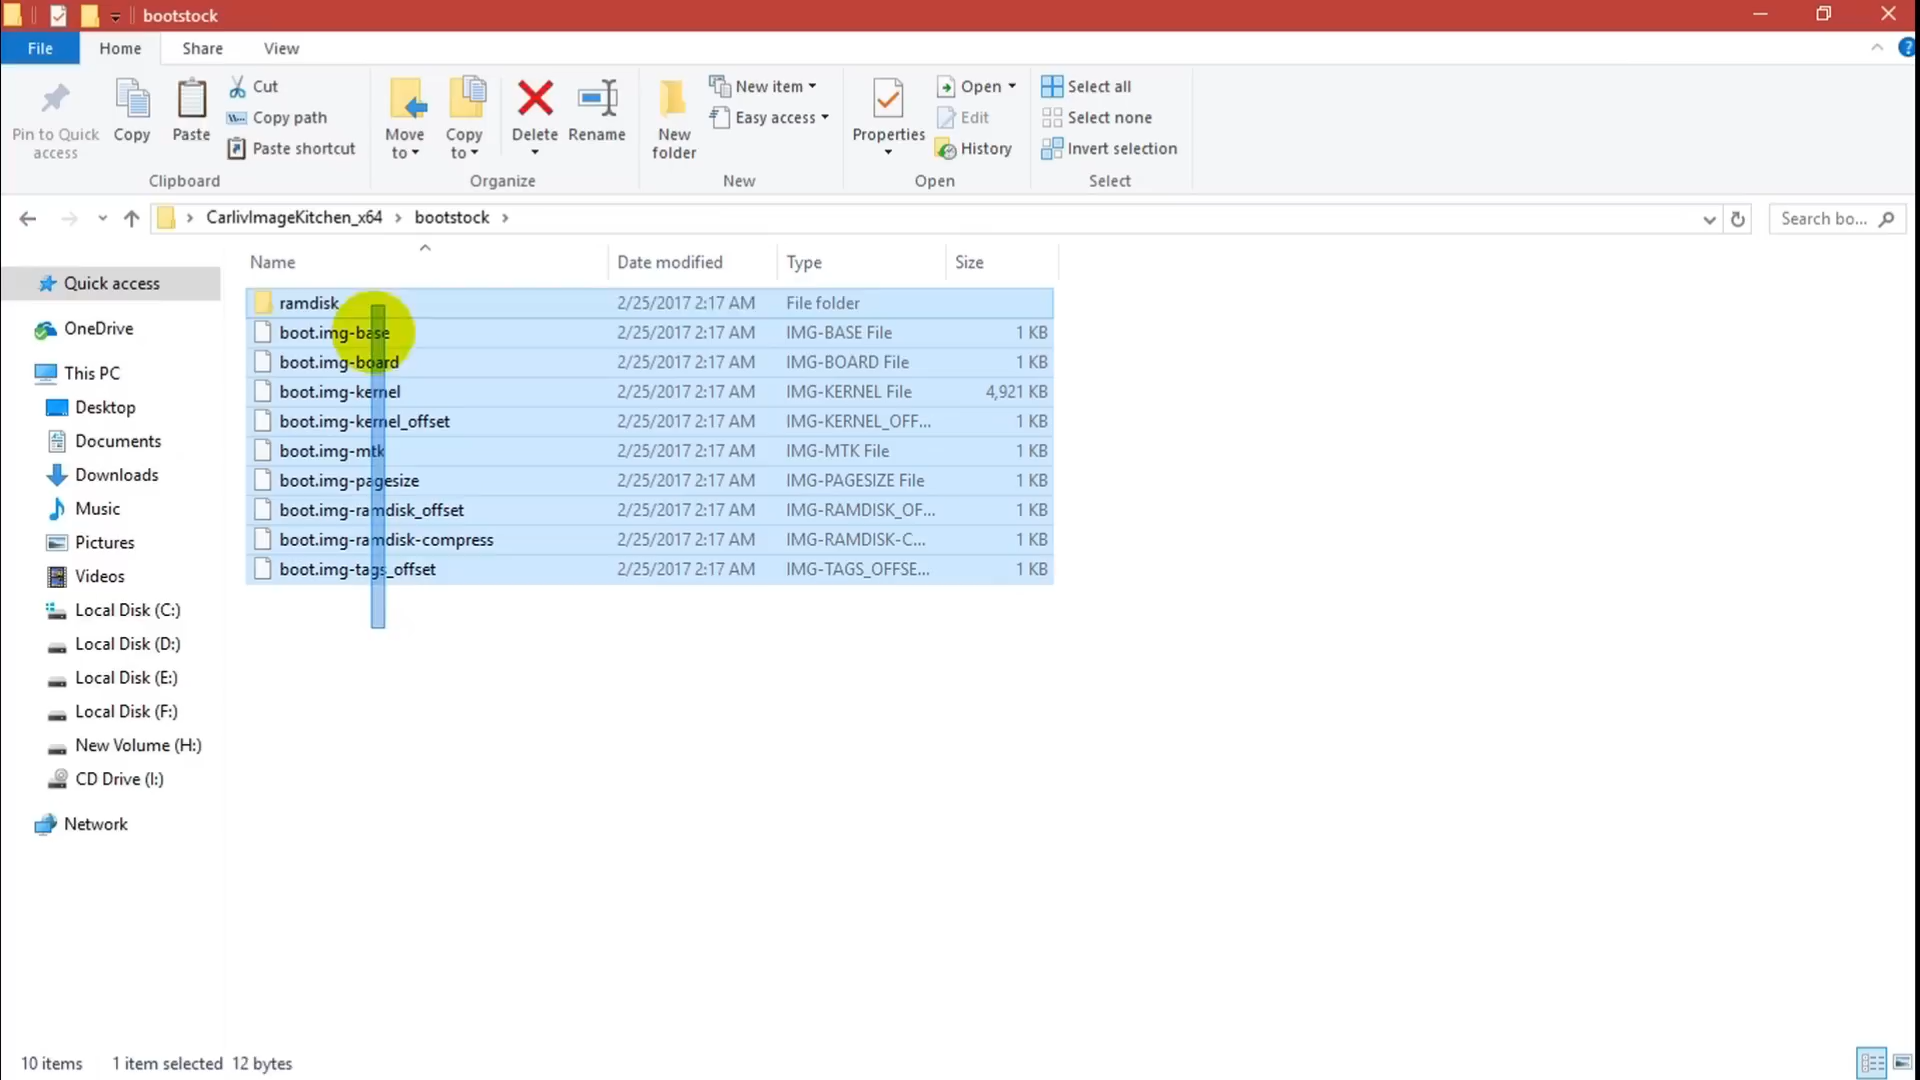 bootstock
File Home Share View
Pin to Quick access
Copy
Paste
Cut
Copy path
Paste shortcut
Clipboard
Move to
Copy to
Delete
Rename
Organize
New folder
New item
Easy access
New
Properties
Open
Edit
History
Open
Select all
Select none
Invert selection
Select
CarlivImageKitchen_x64 bootstock
Search bo...
Quick access
OneDrive
This PC
Desktop
Documents
Downloads
Music
Pictures
Videos
Local Disk (C:)
Local Disk (D:)
Local Disk (E:)
Local Disk (F:)
New Volume (H:)
CD Drive (I:)
Network
Name Date modified Type Size
ramdisk 2/25/2017 2:17 AM File folder
boot.img-base 2/25/2017 2:17 AM IMG-BASE File 1 KB
boot.img-board 2/25/2017 2:17 AM IMG-BOARD File 1 KB
boot.img-kernel 2/25/2017 2:17 AM IMG-KERNEL File 4,921 KB
boot.img-kernel_offset 2/25/2017 2:17 AM IMG-KERNEL_OFF... 1 KB
boot.img-mtk 2/25/2017 2:17 AM IMG-MTK File 1 KB
boot.img-pagesize 2/25/2017 2:17 AM IMG-PAGESIZE File 1 KB
boot.img-ramdisk_offset 2/25/2017 2:17 AM IMG-RAMDISK_OF... 1 KB
boot.img-ramdisk-compress 2/25/2017 2:17 AM IMG-RAMDISK-C... 1 KB
boot.img-tags_offset 2/25/2017 2:17 AM IMG-TAGS_OFFSE... 1 KB
10 items 1 item selected 12 bytes